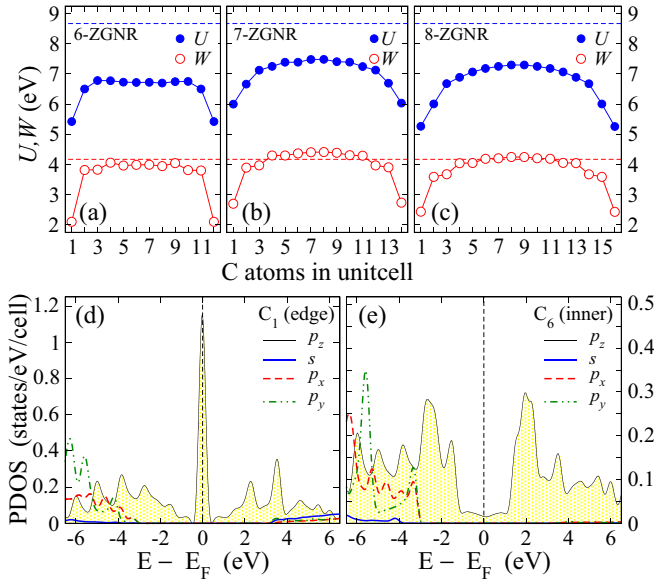 9 8 7 6 5 4 3 2
U,W (eV)
6-ZGNR U W (a)
7-ZGNR U W (b)
8-ZGNR U W (c)
1 3 5 7 9 11 1 3 5 7 9 11 13 1 3 5 7 9 11 13 15
C atoms in unitcell
PDOS (states/eV/cell)
1.2 1 0.8 0.6 0.4 0.2 0
(d) C1 (edge)
pz
s
px
py
(e) C6 (inner)
pz
s
px
py
0.5 0.4 0.3 0.2 0.1 0
-6 -4 -2 0 2 4 6 -6 -4 -2 0 2 4 6
E − EF (eV) E − EF (eV)